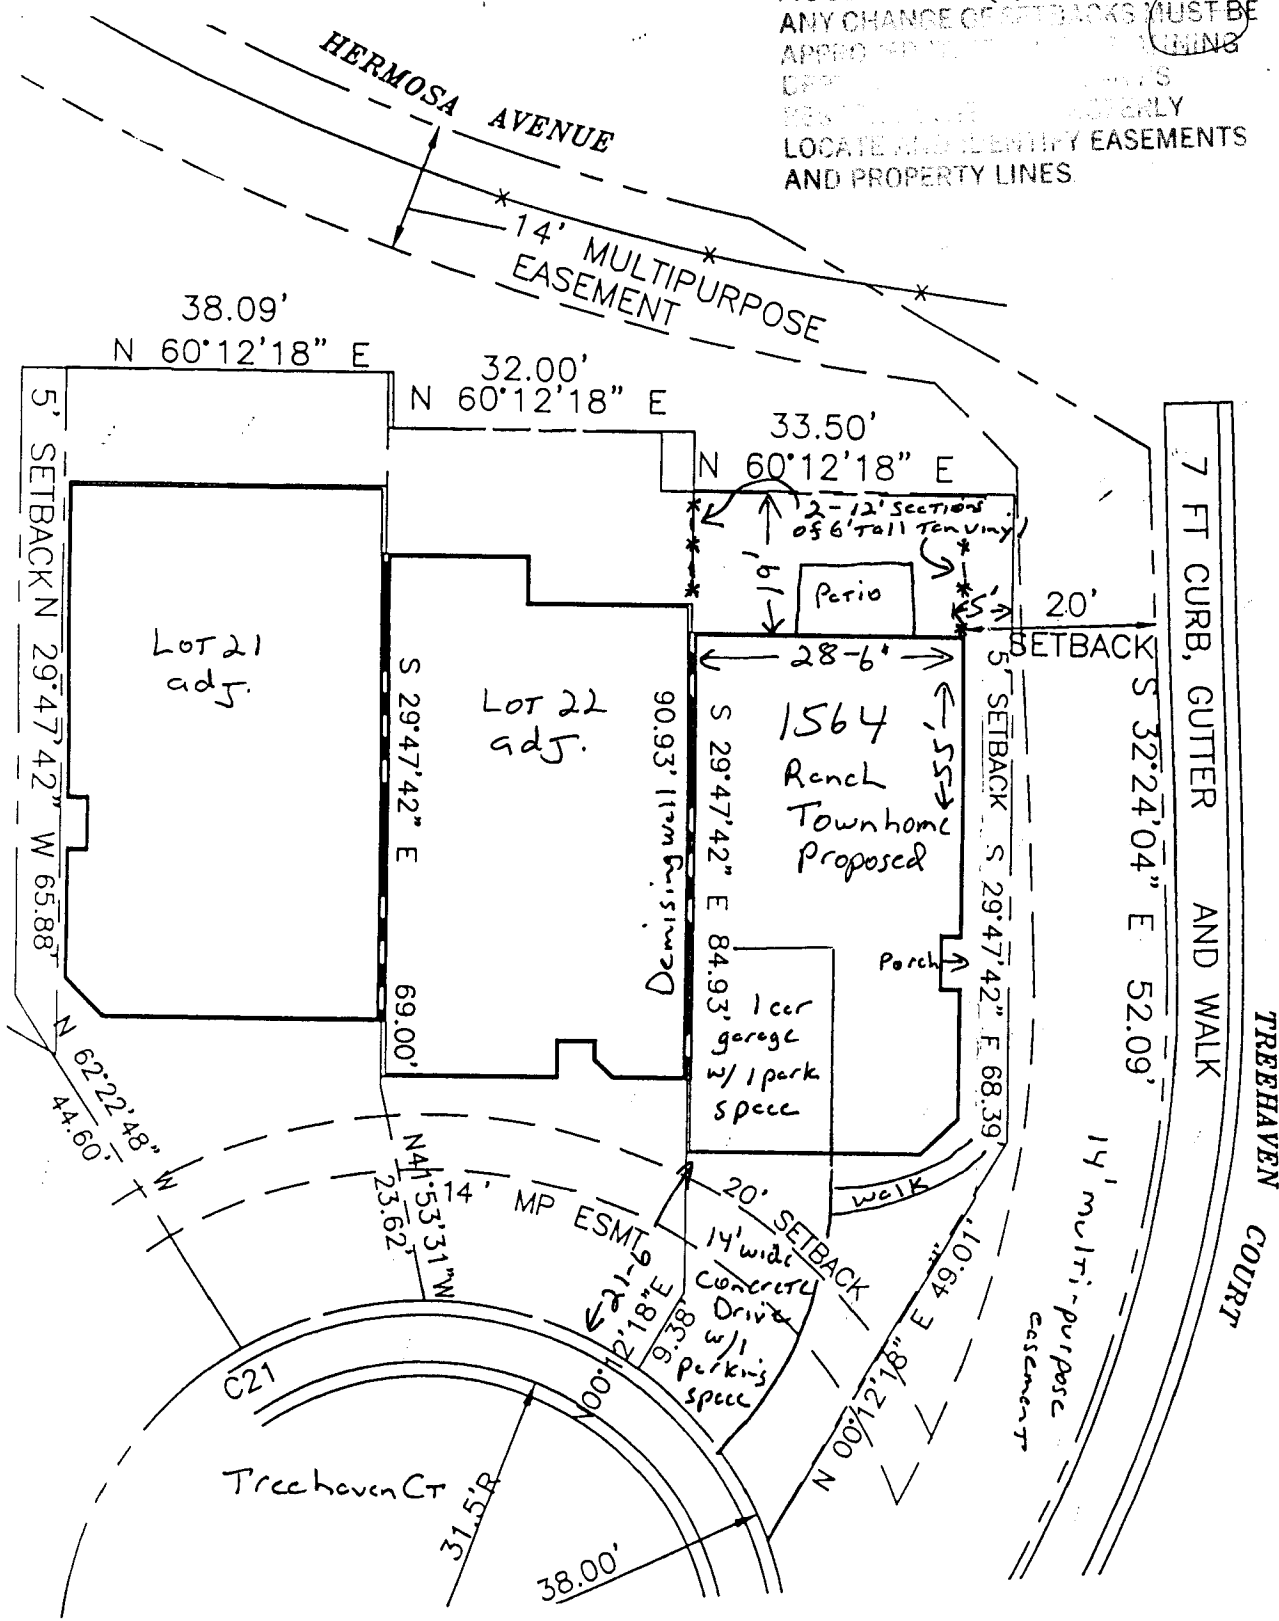 ANY CHANGE OF SETBACKS MUST BE
LOCATE AND IDENTIFY EASEMENTS
AND PROPERTY LINES
HERMOSA AVENUE
14' MULTIPURPOSE
EASEMENT
38.09'
N 60°12'18" E
32.00'
N 60°12'18" E
33.50'
N 60°12'18" E
2-12' Sections
of 6' Tall Tan Vinyl
19'
Patio
5'
20'
SETBACK
5' SETBACK
N 29°47'42" W 65.88'
LOT 21
adj.
S 29°47'42" E 69.00'
LOT 22
adj.
90.93'
S 29°47'42" E 84.93'
28-6"
55'
1564
Ranch
Townhome
Proposed
5' SETBACK
S 29°47'42" E 68.39
Porch
1 car
garage
w/ 1 park
space
S 32°24'04" E 52.09'
7 FT CURB, GUTTER AND WALK
TREEHAVEN COURT
14' multi-purpose
easement
N 62°22'48" W
44.60'
N41°53'31"W
23.62'
14' MP ESMT
20' SETBACK
walk
21-6
N00°12'18"E
9.38'
14' wide
Concrete
Drive
w/1
parking
space
N 00°12'18" E 49.01'
C21
Treehaven CT
31.5'R
38.00'